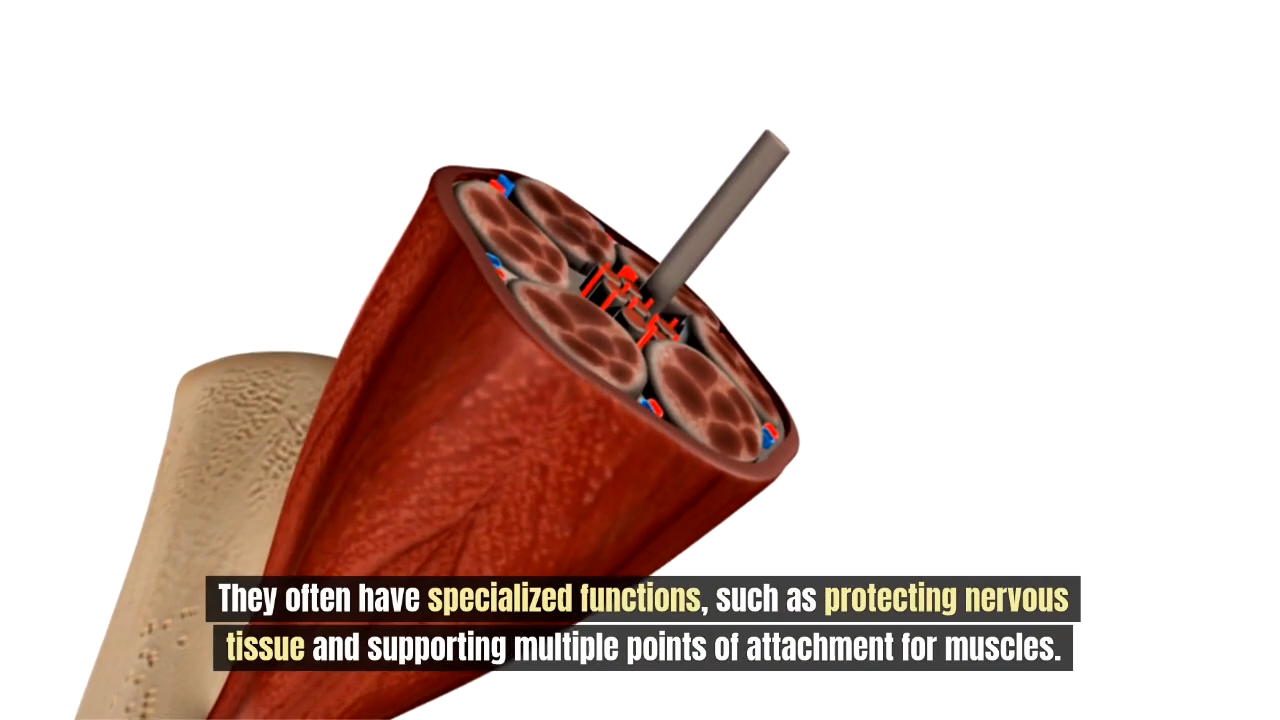 They often have specialized functions, such as protecting nervous
tissue and supporting multiple points of attachment for muscles.